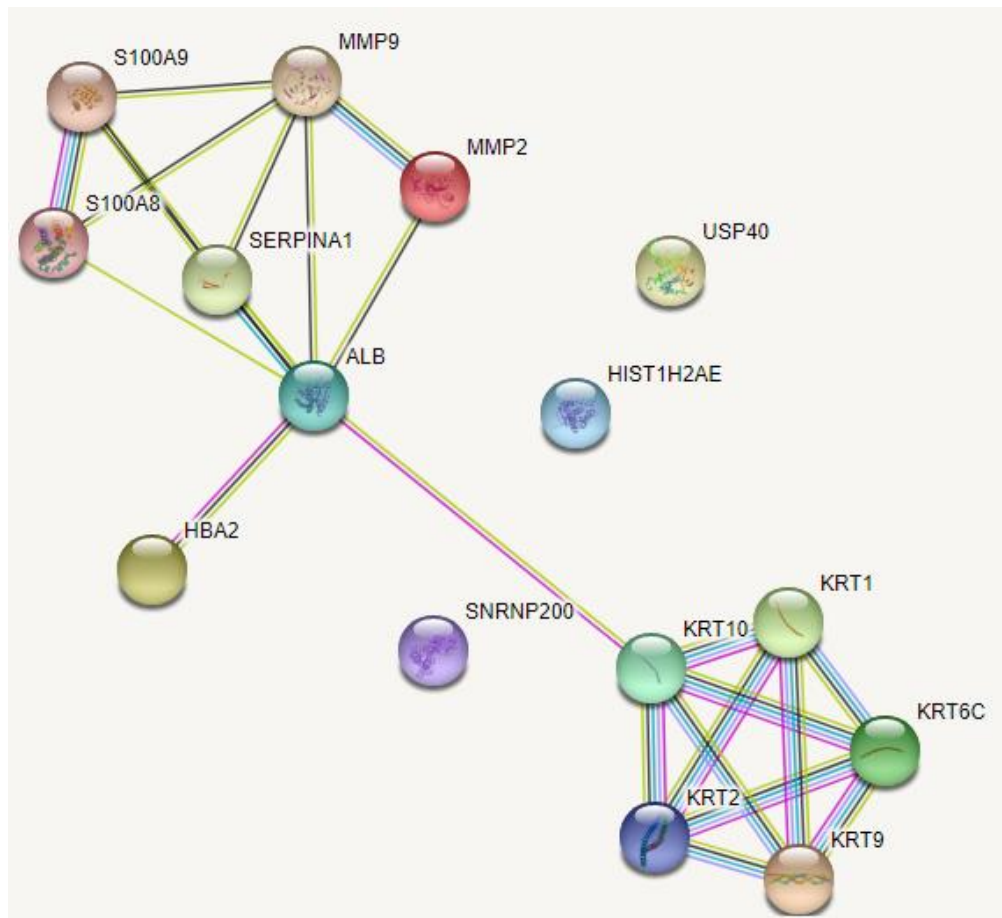 MMP9
S100A9
MMP2
S100A8
USP40
SERPINA1
ALB
HIST1H2AE
HBA2
KRT1
SNRNP200
KRT10
KRT6C
KRT2
KRT9